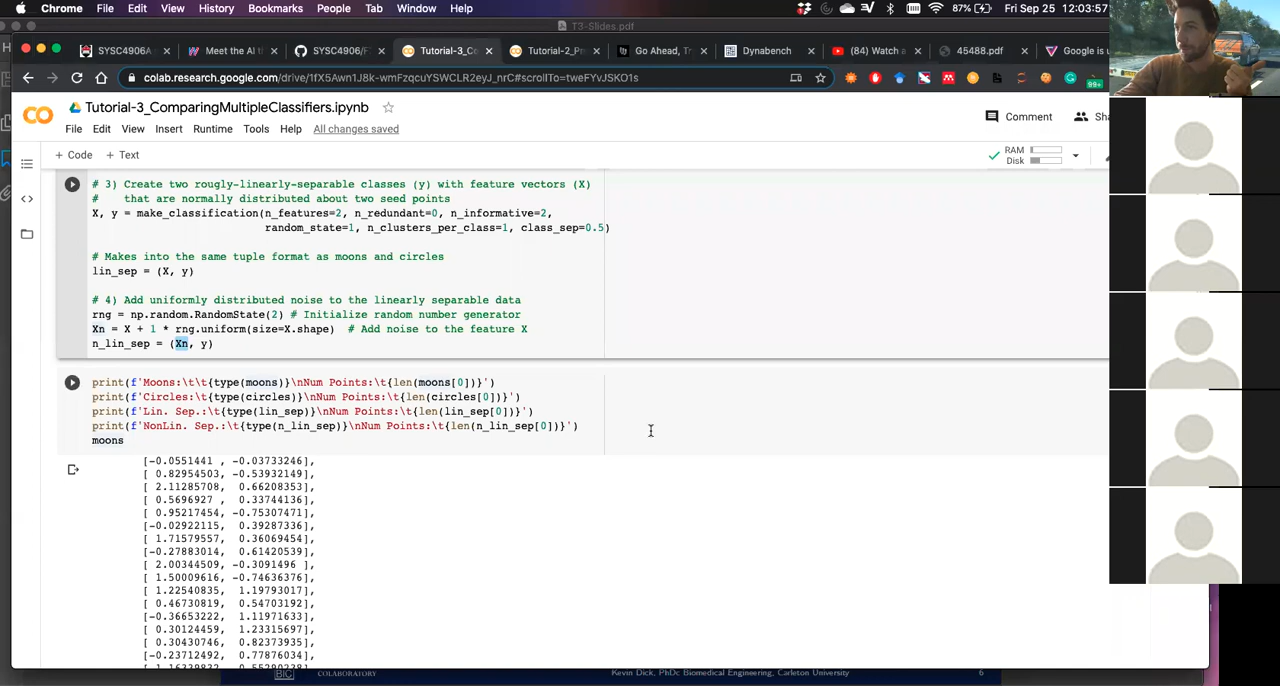 Chrome File Edit View History Bookmarks People Tab Window Help 87% Fri Sep 25 12:03:57
T3-Slides.pdf
SYSC4906A Meet the AI th SYSC4906/F Tutorial-3_Co Tutorial-2_Pr Go Ahead, Th Dynabench (84) Watch a 45488.pdf Google is u
colab.research.google.com/drive/1fX5Awn1J8k-wmFzqcuYSWCLR2eyJ_nrC#scrollTo=tweFYvJSKO1s
99+
Tutorial-3_ComparingMultipleClassifiers.ipynb
File Edit View Insert Runtime Tools Help All changes saved
Comment Sha
+ Code + Text
RAM
Disk
# 3) Create two rougly-linearly-separable classes (y) with feature vectors (X)
# that are normally distributed about two seed points
X, y = make_classification(n_features=2, n_redundant=0, n_informative=2,
random_state=1, n_clusters_per_class=1, class_sep=0.5)
# Makes into the same tuple format as moons and circles
lin_sep = (X, y)
# 4) Add uniformly distributed noise to the linearly separable data
rng = np.random.RandomState(2) # Initialize random number generator
Xn = X + 1 * rng.uniform(size=X.shape) # Add noise to the feature X
n_lin_sep = (Xn, y)
print(f'Moons:\t\t{type(moons)}\nNum Points:\t{len(moons[0])}')
print(f'Circles:\t{type(circles)}\nNum Points:\t{len(circles[0])}')
print(f'Lin. Sep.:\t{type(lin_sep)}\nNum Points:\t{len(lin_sep[0])}')
print(f'NonLin. Sep.:\t{type(n_lin_sep)}\nNum Points:\t{len(n_lin_sep[0])}')
moons
[-0.0551441 , -0.03733246],
[ 0.82954503, -0.53932149],
[ 2.11285708, 0.66208353],
[ 0.5696927 , 0.33744136],
[ 0.95217454, -0.75307471],
[-0.02922115, 0.39287336],
[ 1.71579557, 0.36069454],
[-0.27883014, 0.61420539],
[ 2.00344509, -0.3091496 ],
[ 1.50009616, -0.74636376],
[ 1.22540835, 1.19793017],
[ 0.46730819, 0.54703192],
[-0.36653222, 1.11971633],
[ 0.30124459, 1.23315697],
[ 0.30430746, 0.82373935],
[-0.23712492, 0.77876034],
BIC COLABORATORY Kevin Dick, PhDc Biomedical Engineering, Carleton University 6